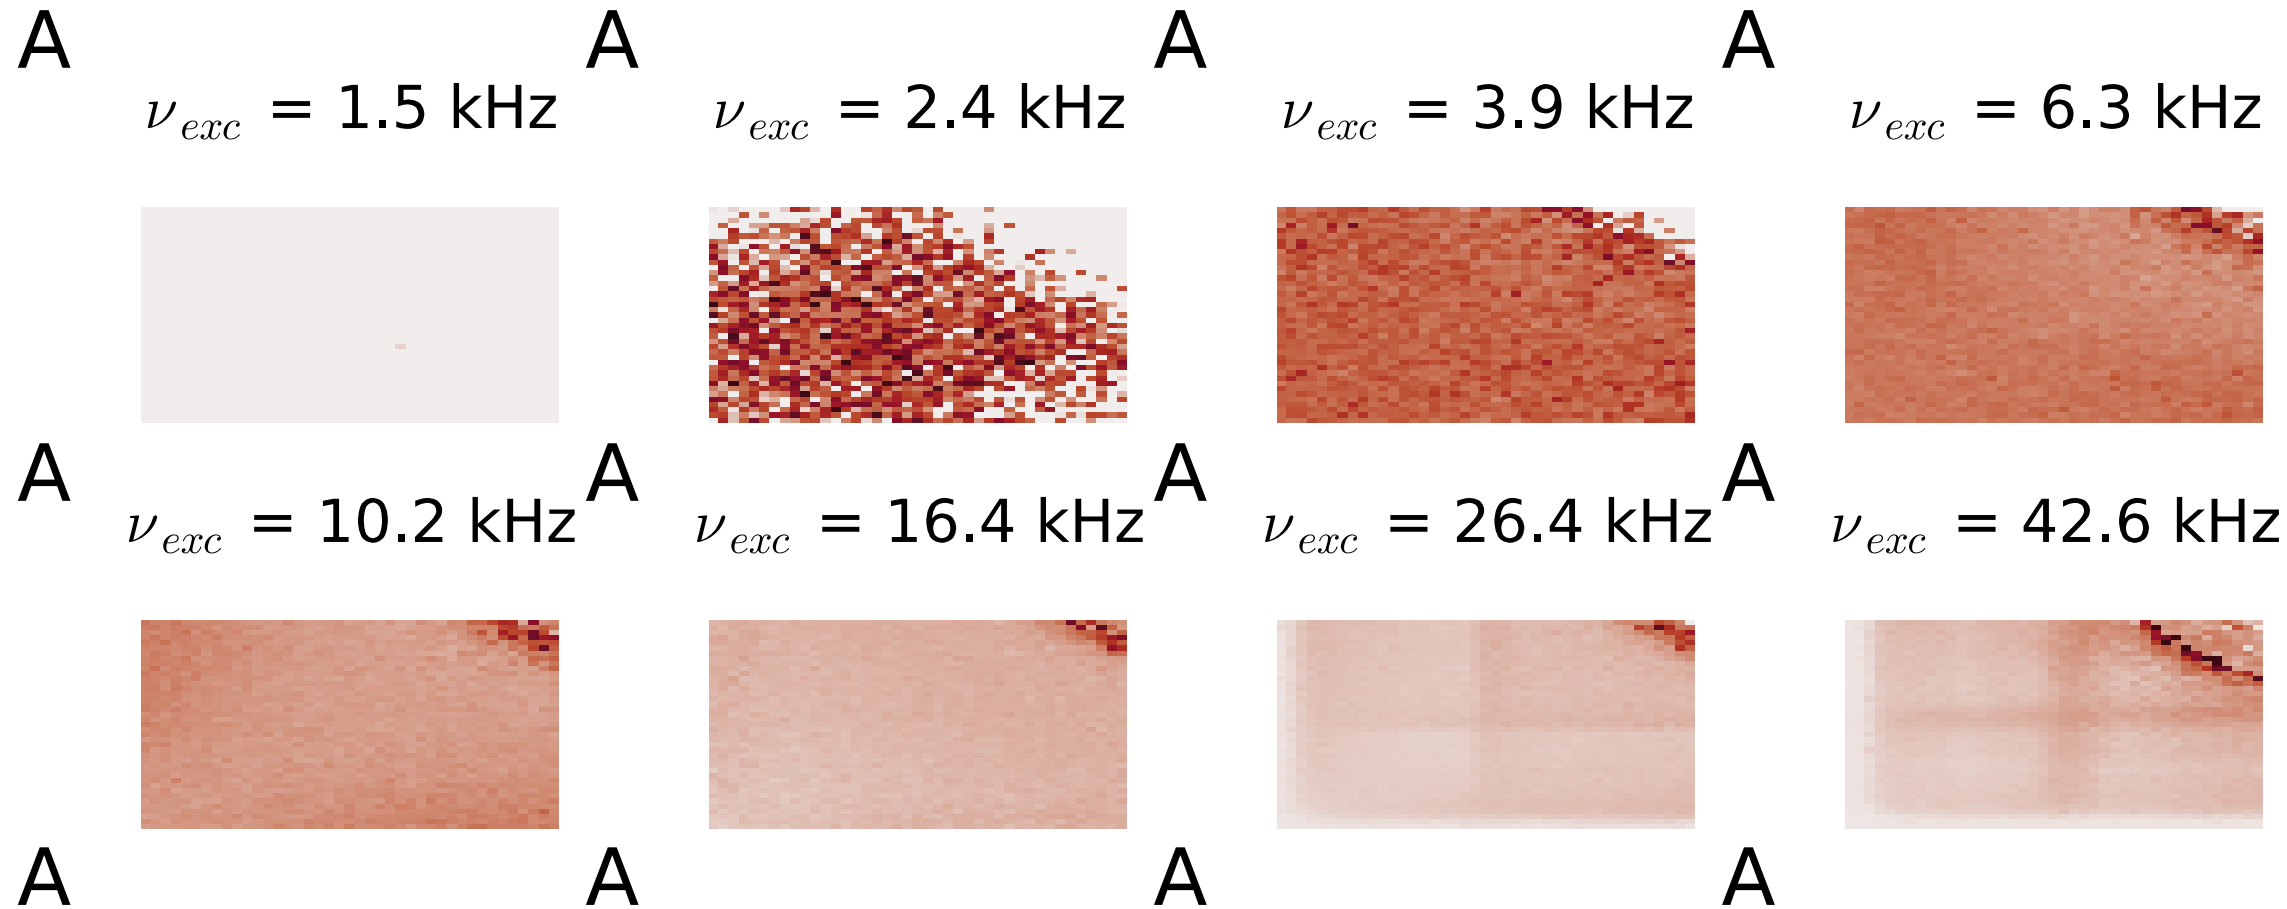 A A A A
ν_exc = 1.5 kHz ν_exc = 2.4 kHz ν_exc = 3.9 kHz ν_exc = 6.3 kHz
A A A A
ν_exc = 10.2 kHz ν_exc = 16.4 kHz ν_exc = 26.4 kHz ν_exc = 42.6 kHz
A A A A